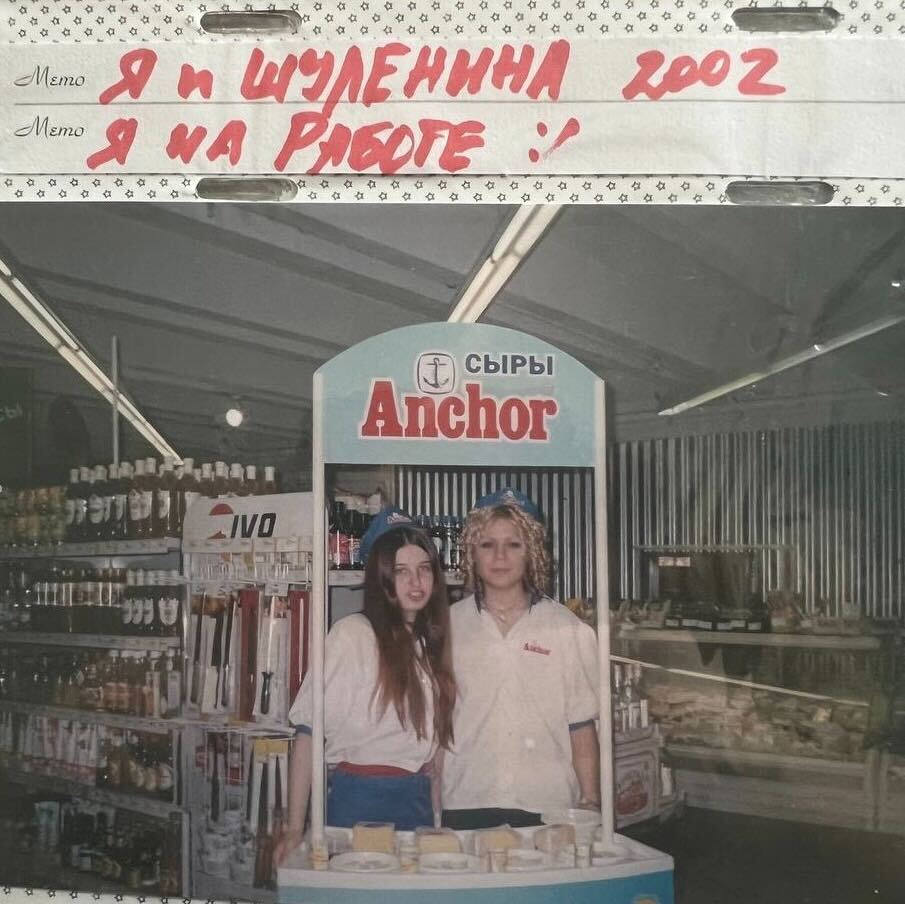 Memo Я и ШУЛЕНИНА 2002
Memo Я НА РАБОТЕ :/
СЫРЫ
Anchor
IVO
Anchor